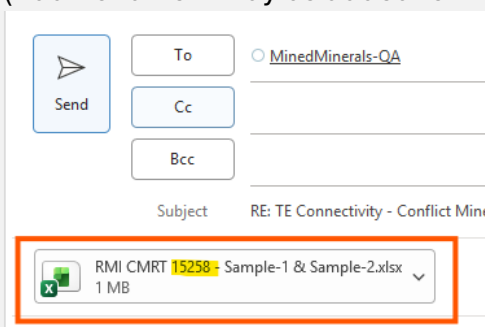 To
MinedMinerals-QA
Send
Cc
Bcc
Subject
RE: TE Connectivity - Conflict Mine
RMI CMRT 15258 - Sample-1 & Sample-2.xlsx
1 MB